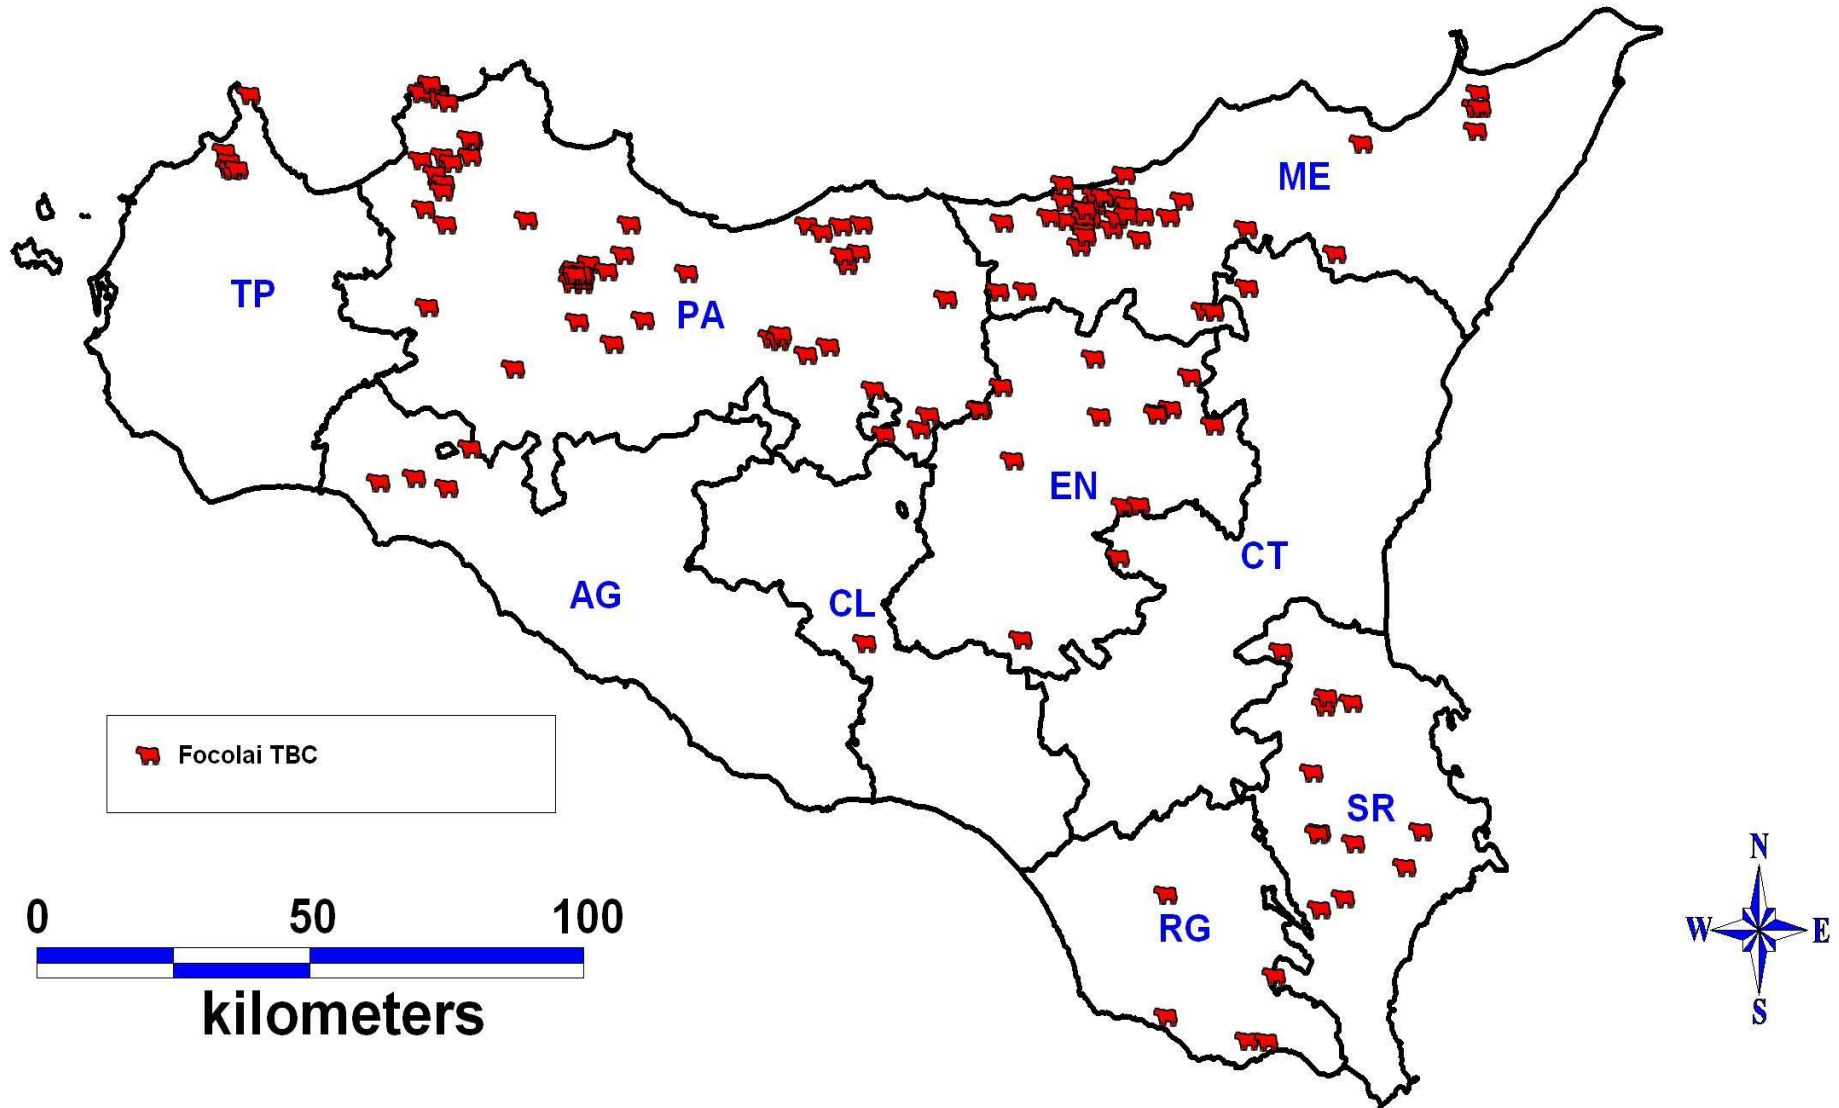 ME
TP
PA
EN
CT
AG
CL
Focolai TBC
SR
RG
0 50 100
kilometers
N
W E
S